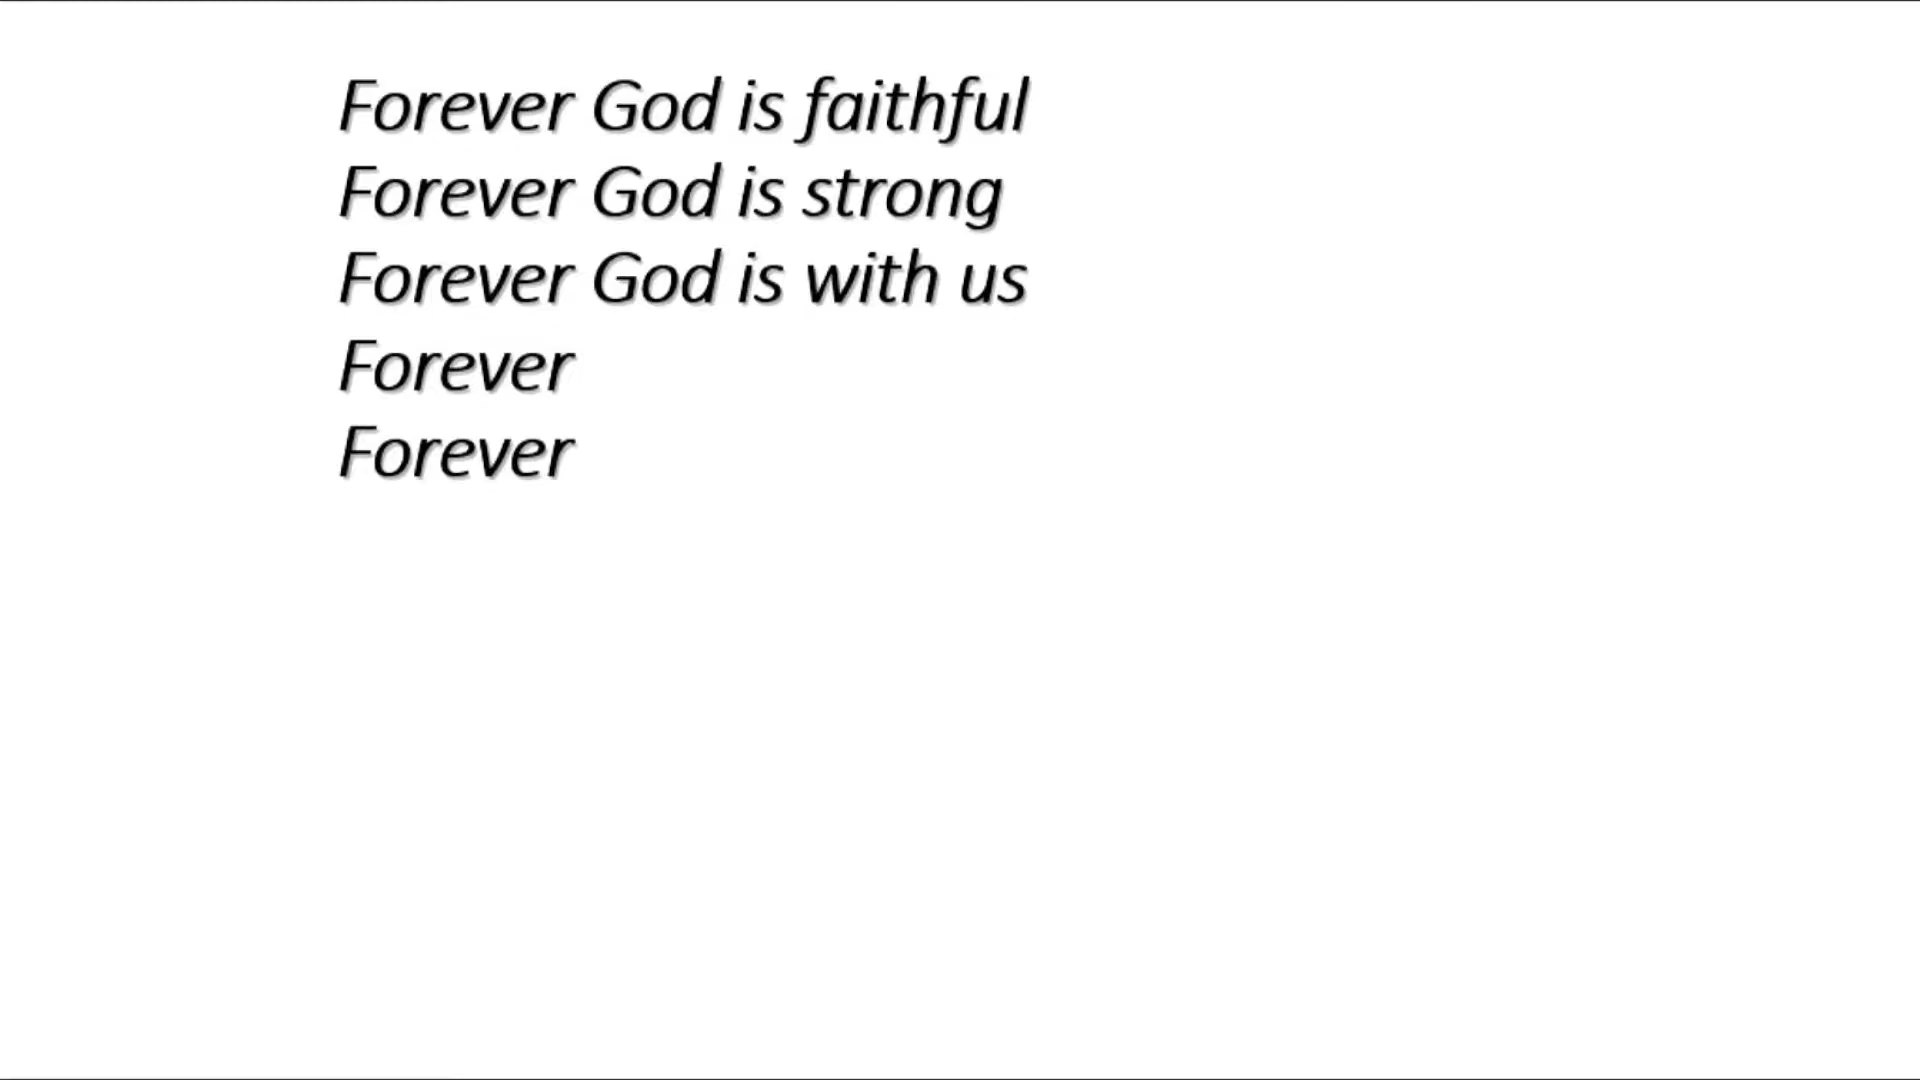 Forever God is faithful
Forever God is strong
Forever God is with us
Forever
Forever